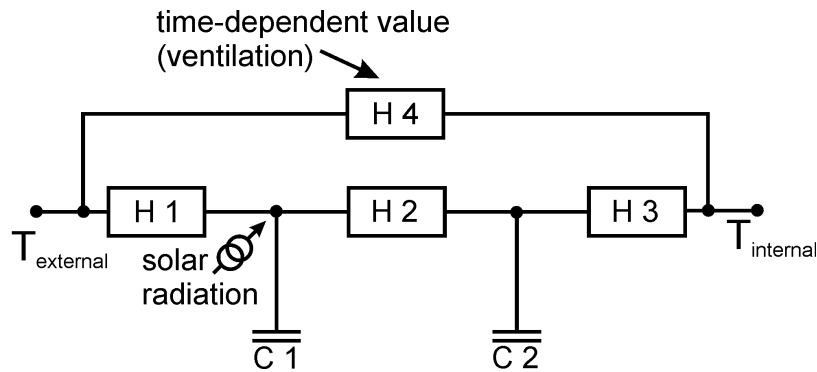 time-dependent value
(ventilation)
H 4
H 1
H 2
H 3
T external
solar
radiation
T internal
C 1
C 2